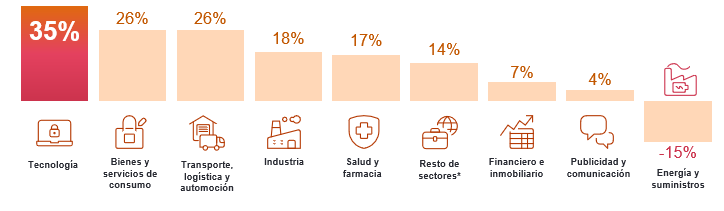 35%
26%
26%
18%
17%
14%
7%
4%
-15%
Tecnología
Bienes y
servicios de
consumo
Transporte,
logística y
automoción
Industria
Salud y
farmacia
Resto de
sectores*
Financiero e
inmobiliario
Publicidad y
comunicación
Energía y
suministros